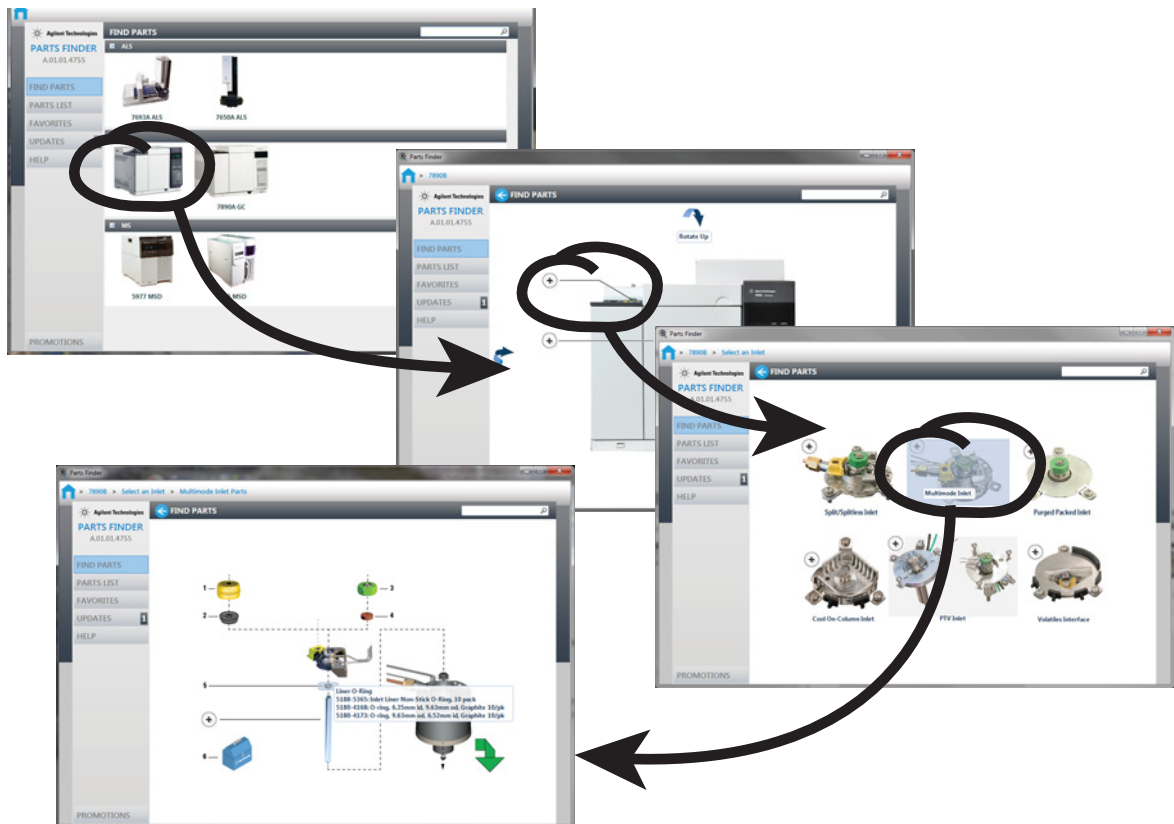 Agilent Technologies
PARTS FINDER
A.01.01.4755
FIND PARTS
PARTS LIST
FAVORITES
UPDATES
HELP
PROMOTIONS
FIND PARTS
ALS
7693A ALS
7650A ALS
7890A GC
MS
5977 MSD
MSD
Parts Finder
> 7890B
Agilent Technologies
PARTS FINDER
A.01.01.4755
FIND PARTS
PARTS LIST
FAVORITES
UPDATES 1
HELP
FIND PARTS
Rotate Up
Parts Finder
> 7890B > Select an Inlet
Agilent Technologies
PARTS FINDER
A.01.01.4755
FIND PARTS
PARTS LIST
FAVORITES
UPDATES 1
HELP
PROMOTIONS
FIND PARTS
Split/Splitless Inlet
Multimode Inlet
Purged Packed Inlet
Cool On-Column Inlet
PTV Inlet
Volatiles Interface
Parts Finder
> 7890B > Select an Inlet > Multimode Inlet Parts
Agilent Technologies
PARTS FINDER
A.01.01.4755
FIND PARTS
PARTS LIST
FAVORITES
UPDATES 1
HELP
PROMOTIONS
FIND PARTS
1
3
2
4
5
Liner O-Ring
5188-5365: Inlet Liner Non-Stick O-Ring, 10 pack
5180-4168: O-ring, 6.35mm id, 9.63mm od, Graphite 10/pk
5180-4173: O-ring, 9.63mm od, 6.52mm id, Graphite 10/pk
6